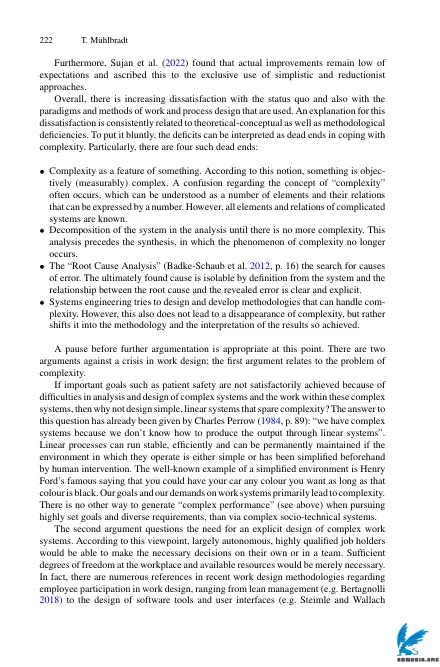 222 T. Mühlbradt
Furthermore, Sujan et al. (2022) found that actual improvements remain low of
expectations and ascribed this to the exclusive use of simplistic and reductionist
approaches.
Overall, there is increasing dissatisfaction with the status quo and also with the
paradigms and methods of work and process design that are used. An explanation for this
dissatisfaction is consistently related to theoretical-conceptual as well as methodological
deficiencies. To put it bluntly, the deficits can be interpreted as dead ends in coping with
complexity. Particularly, there are four such dead ends:
• Complexity as a feature of something. According to this notion, something is objec-
tively (measurably) complex. A confusion regarding the concept of “complexity”
often occurs, which can be understood as a number of elements and their relations
that can be expressed by a number. However, all elements and relations of complicated
systems are known.
• Decomposition of the system in the analysis until there is no more complexity. This
analysis precedes the synthesis, in which the phenomenon of complexity no longer
occurs.
• The “Root Cause Analysis” (Badke-Schaub et al. 2012, p. 16) the search for causes
of error. The ultimately found cause is isolable by definition from the system and the
relationship between the root cause and the revealed error is clear and explicit.
• Systems engineering tries to design and develop methodologies that can handle com-
plexity. However, this also does not lead to a disappearance of complexity, but rather
shifts it into the methodology and the interpretation of the results so achieved.
A pause before further argumentation is appropriate at this point. There are two
arguments against a crisis in work design; the first argument relates to the problem of
complexity.
If important goals such as patient safety are not satisfactorily achieved because of
difficulties in analysis and design of complex systems and the work within these complex
systems, then why not design simple, linear systems that spare complexity? The answer to
this question has already been given by Charles Perrow (1984, p. 89): “we have complex
systems because we don’t know how to produce the output through linear systems”.
Linear processes can run stable, efficiently and can be permanently maintained if the
environment in which they operate is either simple or has been simplified beforehand
by human intervention. The well-known example of a simplified environment is Henry
Ford’s famous saying that you could have your car any colour you want as long as that
colour is black. Our goals and our demands on work systems primarily lead to complexity.
There is no other way to generate “complex performance” (see above) when pursuing
highly set goals and diverse requirements, than via complex socio-technical systems.
The second argument questions the need for an explicit design of complex work
systems. According to this viewpoint, largely autonomous, highly qualified job holders
would be able to make the necessary decisions on their own or in a team. Sufficient
degrees of freedom at the workplace and available resources would be merely necessary.
In fact, there are numerous references in recent work design methodologies regarding
employee participation in work design, ranging from lean management (e.g. Bertagnolli
2018) to the design of software tools and user interfaces (e.g. Steimle and Wallach